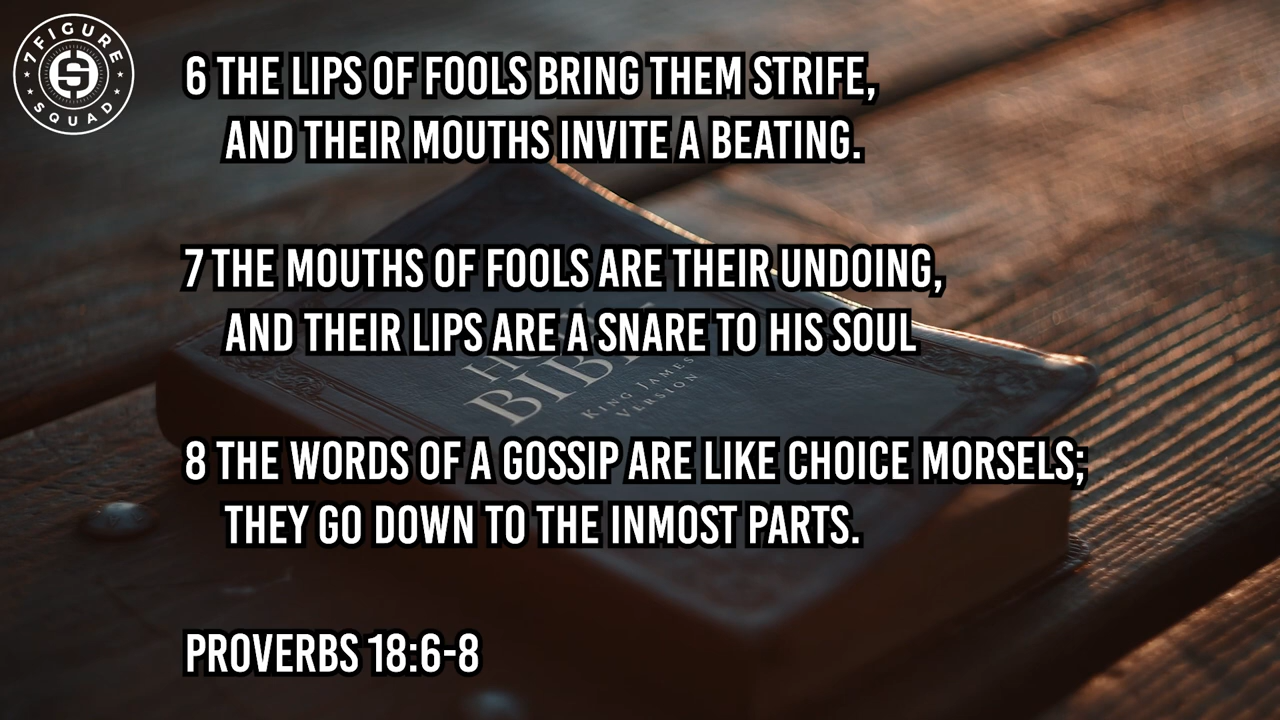 7FIGURE
SQUAD
6 THE LIPS OF FOOLS BRING THEM STRIFE,
AND THEIR MOUTHS INVITE A BEATING.
7 THE MOUTHS OF FOOLS ARE THEIR UNDOING,
AND THEIR LIPS ARE A SNARE TO HIS SOUL
BIBLE
KING JAMES
VERSION
8 THE WORDS OF A GOSSIP ARE LIKE CHOICE MORSELS;
THEY GO DOWN TO THE INMOST PARTS.
PROVERBS 18:6-8